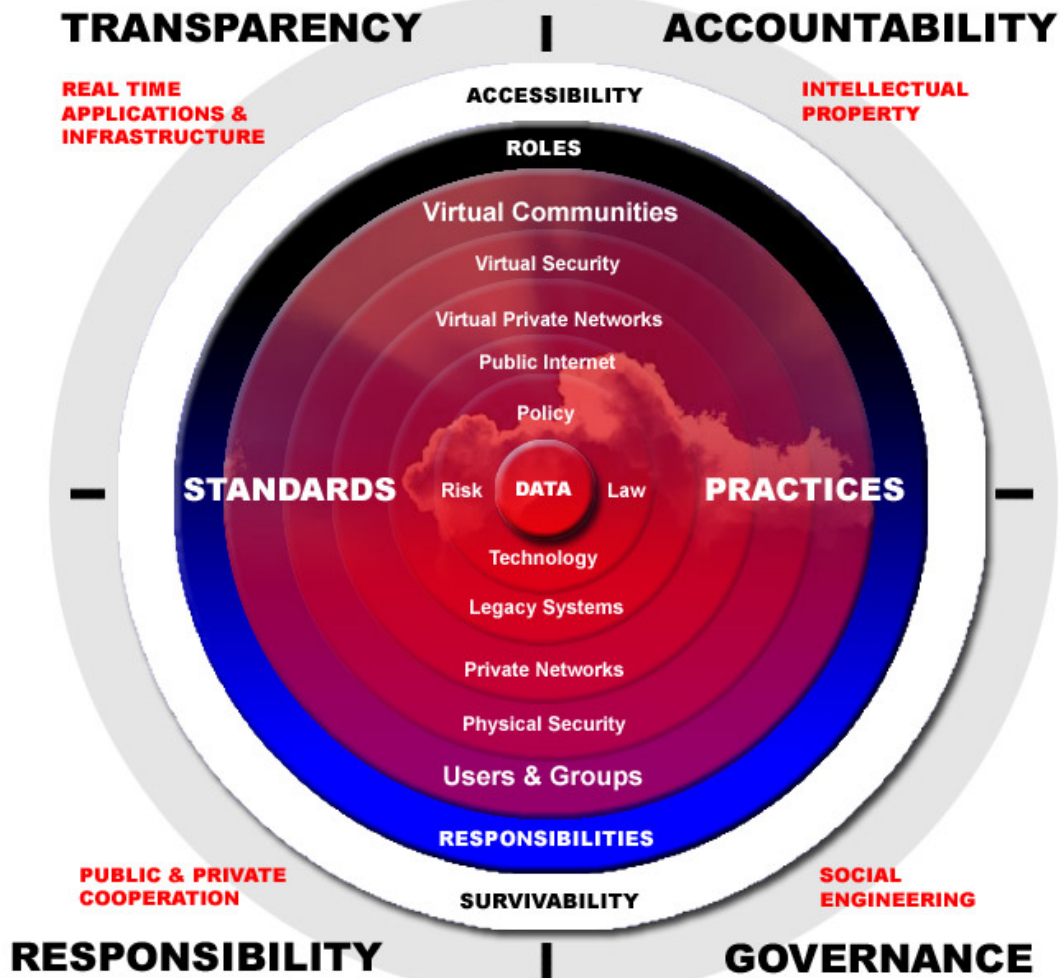 TRANSPARENCY
ACCOUNTABILITY
REAL TIME
APPLICATIONS &
INFRASTRUCTURE
INTELLECTUAL
PROPERTY
ACCESSIBILITY
ROLES
Virtual Communities
Virtual Security
Virtual Private Networks
Public Internet
Policy
STANDARDS
Risk
DATA
Law
PRACTICES
Technology
Legacy Systems
Private Networks
Physical Security
Users & Groups
RESPONSIBILITIES
SURVIVABILITY
PUBLIC & PRIVATE
COOPERATION
SOCIAL
ENGINEERING
RESPONSIBILITY
GOVERNANCE